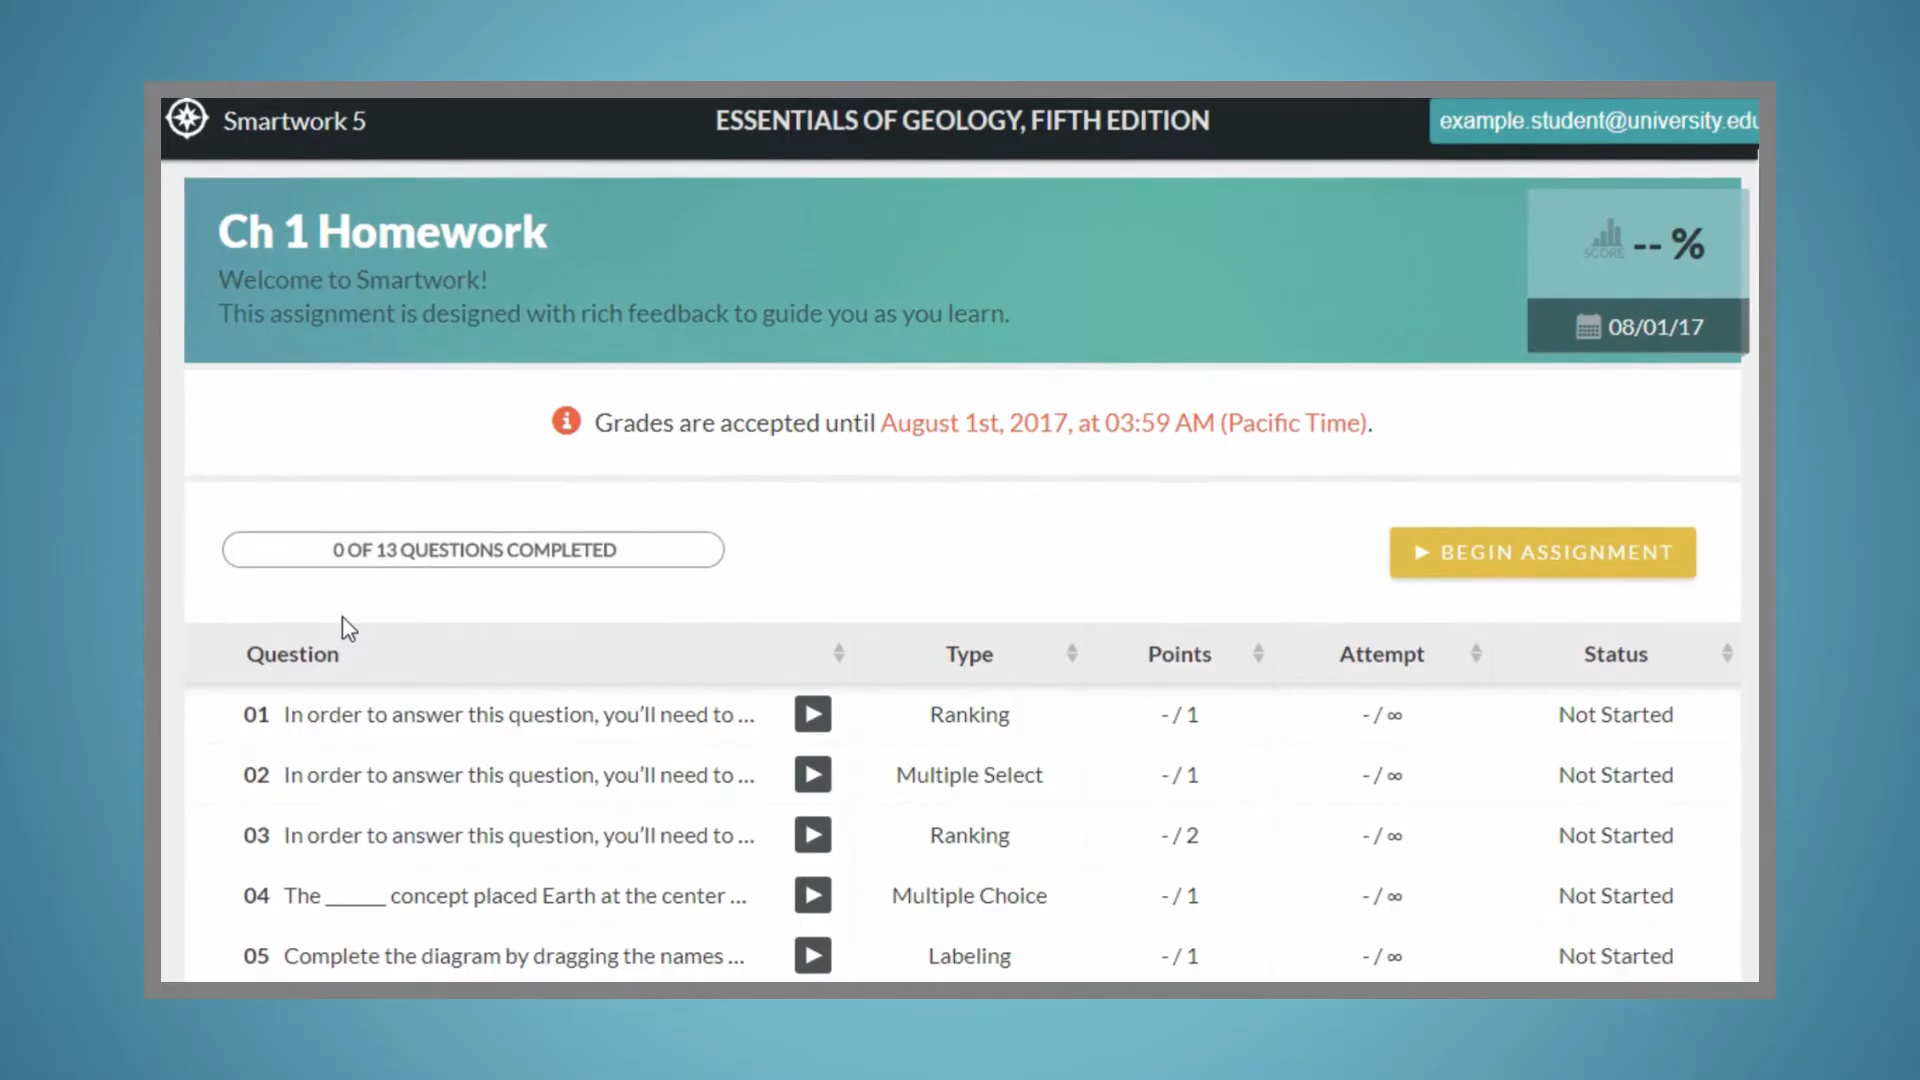 Smartwork 5
ESSENTIALS OF GEOLOGY, FIFTH EDITION
example.student@university.edu
Ch 1 Homework
Welcome to Smartwork!
This assignment is designed with rich feedback to guide you as you learn.
SCORE -- %
08/01/17
Grades are accepted until August 1st, 2017, at 03:59 AM (Pacific Time).
0 OF 13 QUESTIONS COMPLETED
BEGIN ASSIGNMENT
Question Type Points Attempt Status
01 In order to answer this question, you'll need to ... Ranking - / 1 - / ∞ Not Started
02 In order to answer this question, you'll need to ... Multiple Select - / 1 - / ∞ Not Started
03 In order to answer this question, you'll need to ... Ranking - / 2 - / ∞ Not Started
04 The ______ concept placed Earth at the center ... Multiple Choice - / 1 - / ∞ Not Started
05 Complete the diagram by dragging the names ... Labeling - / 1 - / ∞ Not Started